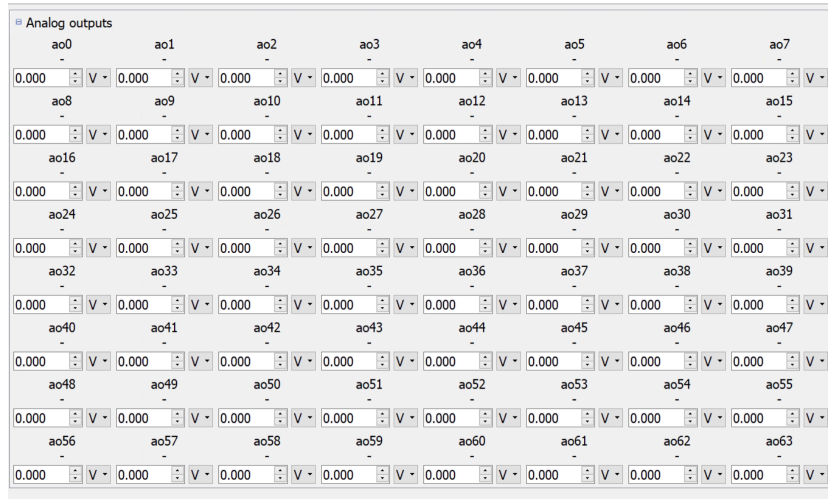 Analog outputs
ao0 ao1 ao2 ao3 ao4 ao5 ao6 ao7
- - - - - - - -
0.000 V 0.000 V 0.000 V 0.000 V 0.000 V 0.000 V 0.000 V 0.000 V
ao8 ao9 ao10 ao11 ao12 ao13 ao14 ao15
- - - - - - - -
0.000 V 0.000 V 0.000 V 0.000 V 0.000 V 0.000 V 0.000 V 0.000 V
ao16 ao17 ao18 ao19 ao20 ao21 ao22 ao23
- - - - - - - -
0.000 V 0.000 V 0.000 V 0.000 V 0.000 V 0.000 V 0.000 V 0.000 V
ao24 ao25 ao26 ao27 ao28 ao29 ao30 ao31
- - - - - - - -
0.000 V 0.000 V 0.000 V 0.000 V 0.000 V 0.000 V 0.000 V 0.000 V
ao32 ao33 ao34 ao35 ao36 ao37 ao38 ao39
- - - - - - - -
0.000 V 0.000 V 0.000 V 0.000 V 0.000 V 0.000 V 0.000 V 0.000 V
ao40 ao41 ao42 ao43 ao44 ao45 ao46 ao47
- - - - - - - -
0.000 V 0.000 V 0.000 V 0.000 V 0.000 V 0.000 V 0.000 V 0.000 V
ao48 ao49 ao50 ao51 ao52 ao53 ao54 ao55
- - - - - - - -
0.000 V 0.000 V 0.000 V 0.000 V 0.000 V 0.000 V 0.000 V 0.000 V
ao56 ao57 ao58 ao59 ao60 ao61 ao62 ao63
- - - - - - - -
0.000 V 0.000 V 0.000 V 0.000 V 0.000 V 0.000 V 0.000 V 0.000 V